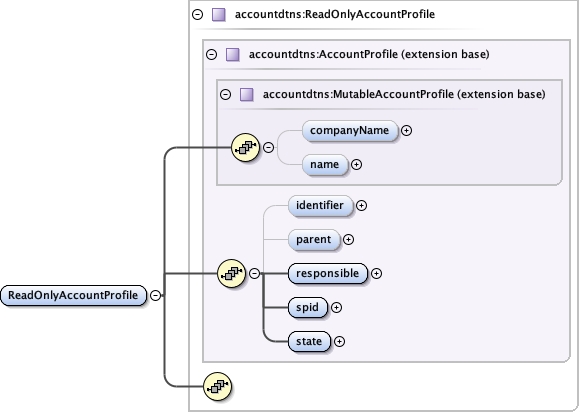 accountdtns:ReadOnlyAccountProfile
accountdtns:AccountProfile (extension base)
accountdtns:MutableAccountProfile (extension base)
companyName
name
identifier
parent
responsible
ReadOnlyAccountProfile
spid
state